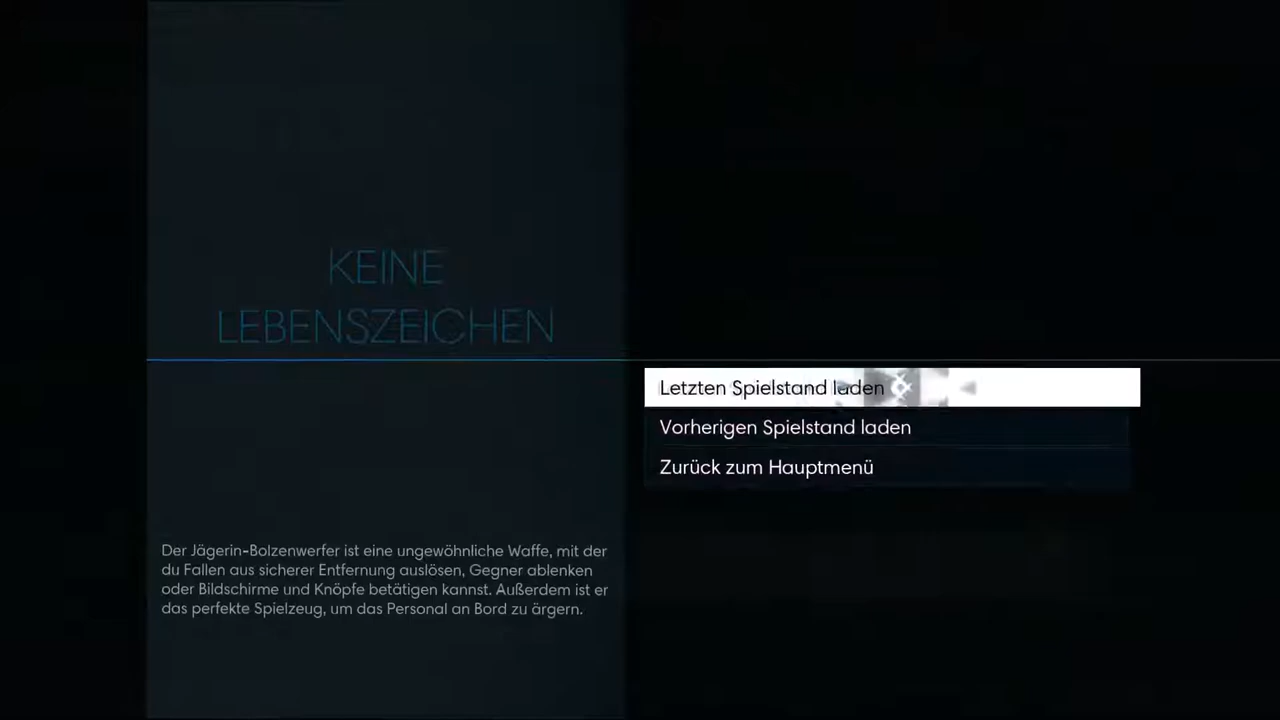 KEINE
LEBENSZEICHEN
Letzten Spielstand laden
Vorherigen Spielstand laden
Zurück zum Hauptmenü
Der Jägerin-Bolzenwerfer ist eine ungewöhnliche Waffe, mit der
du Fallen aus sicherer Entfernung auslösen, Gegner ablenken
oder Bildschirme und Knöpfe betätigen kannst. Außerdem ist er
das perfekte Spielzeug, um das Personal an Bord zu ärgern.